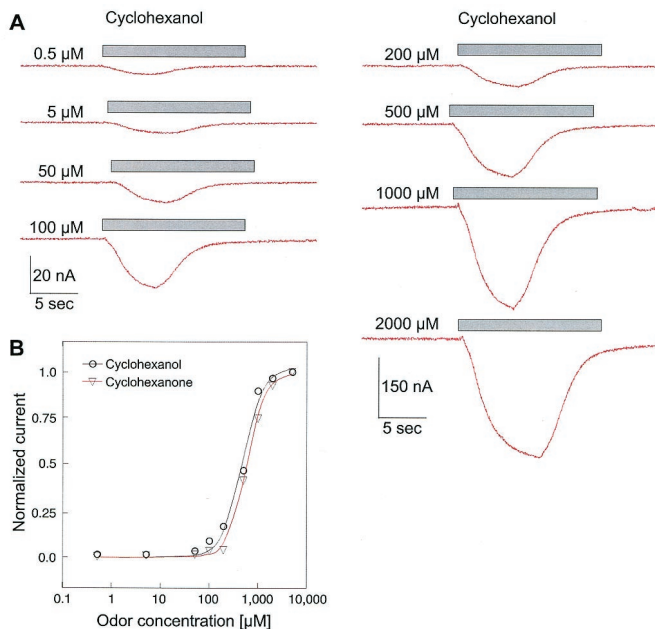 A
Cyclohexanol
0.5 µM
5 µM
50 µM
100 µM
20 nA
5 sec
Cyclohexanol
200 µM
500 µM
1000 µM
2000 µM
150 nA
5 sec
B
Cyclohexanol
Cyclohexanone
Normalized current
1.0
0.75
0.5
0.25
0.0
0.1 1 10 100 1,000 10,000
Odor concentration [µM]